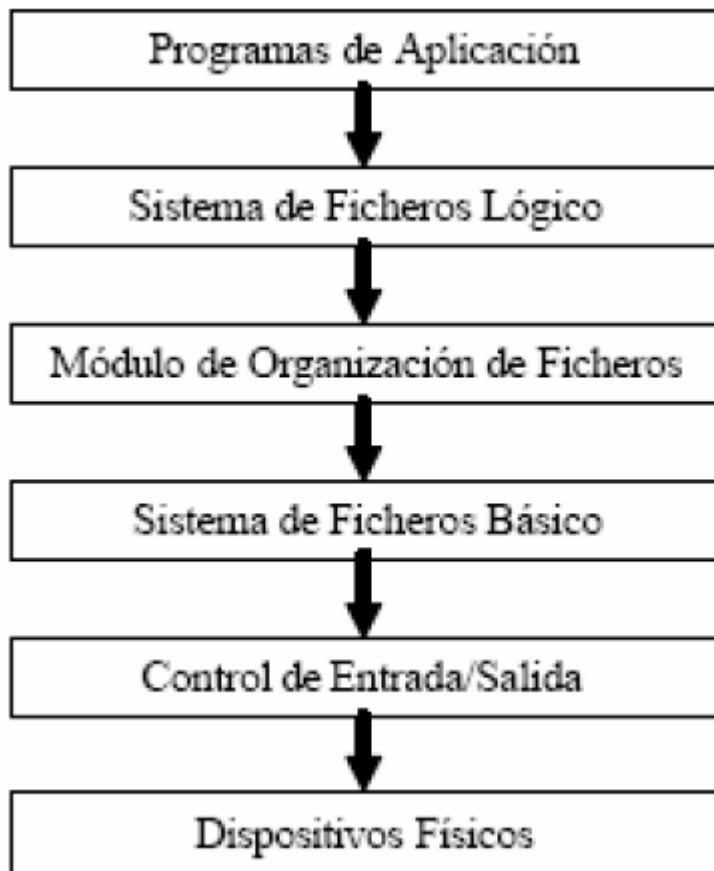 Programas de Aplicación
Sistema de Ficheros Lógico
Módulo de Organización de Ficheros
Sistema de Ficheros Básico
Control de Entrada/Salida
Dispositivos Físicos